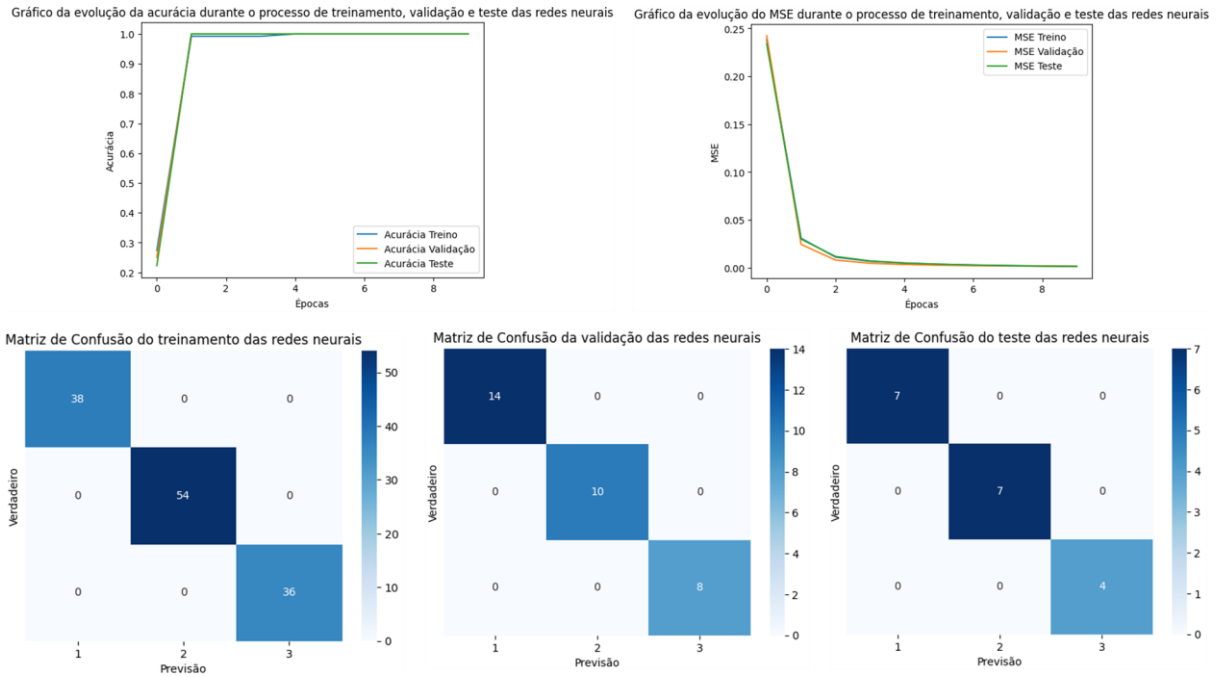 Gráfico da evolução da acurácia durante o processo de treinamento, validação e teste das redes neurais
1.0
0.9
0.8
0.7
0.6
0.5
0.4
0.3
0.2
Acurácia
Acurácia Treino
Acurácia Validação
Acurácia Teste
0 2 4 6 8
Épocas
Gráfico da evolução do MSE durante o processo de treinamento, validação e teste das redes neurais
0.25
0.20
0.15
0.10
0.05
0.00
MSE
MSE Treino
MSE Validação
MSE Teste
0 2 4 6 8
Épocas
Matriz de Confusão do treinamento das redes neurais
Verdadeiro
38 0 0
0 54 0
0 0 36
1 2 3
Previsão
50
40
30
20
10
0
Matriz de Confusão da validação das redes neurais
Verdadeiro
14 0 0
0 10 0
0 0 8
1 2 3
Previsão
14
12
10
8
6
4
2
0
Matriz de Confusão do teste das redes neurais
Verdadeiro
7 0 0
0 7 0
0 0 4
1 2 3
Previsão
7
6
5
4
3
2
1
0